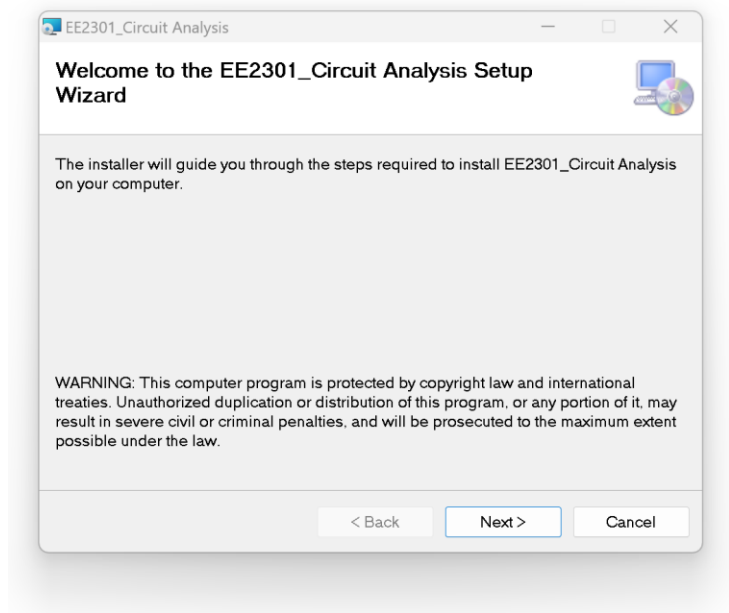 EE2301_Circuit Analysis
Welcome to the EE2301_Circuit Analysis Setup
Wizard
The installer will guide you through the steps required to install EE2301_Circuit Analysis
on your computer.
WARNING: This computer program is protected by copyright law and international
treaties. Unauthorized duplication or distribution of this program, or any portion of it, may
result in severe civil or criminal penalties, and will be prosecuted to the maximum extent
possible under the law.
< Back Next > Cancel